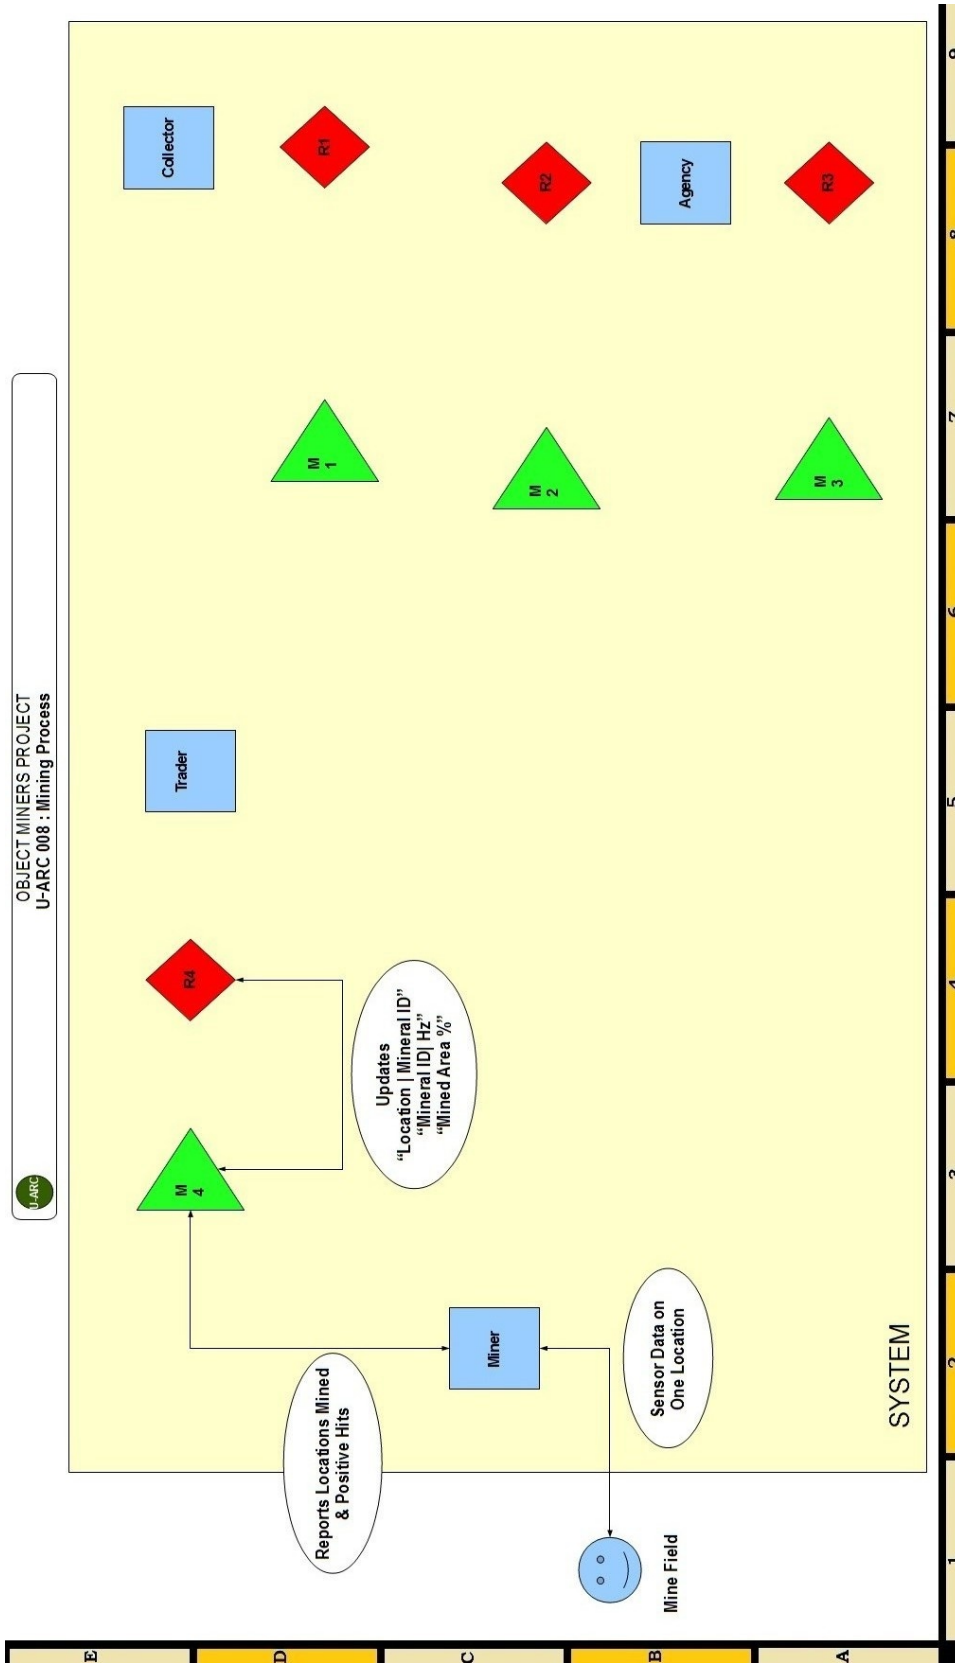 OBJECT MINERS PROJECT
U-ARC 008 : Mining Process
U-ARC
E
D
C
B
A
Reports Locations Mined
& Positive Hits
M
4
R4
Trader
Collector
Updates
“Location | Mineral ID”
“Mineral ID| Hz”
“Mined Area %”
M
1
R1
Miner
M
2
R2
Agency
Mine Field
Sensor Data on
One Location
M
3
R3
SYSTEM
1
2
3
4
5
6
7
8
9